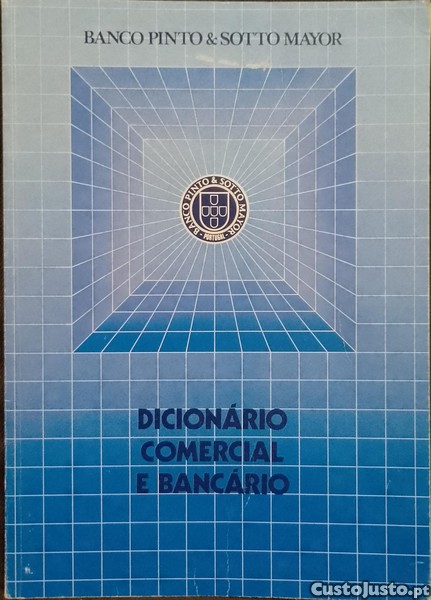 BANCO PINTO & SOTTO MAYOR
BANCO PINTO & SOTTO MAYOR
- PORTUGAL -
DICIONÁRIO
COMERCIAL
E BANCÁRIO
CustoJusto.pt